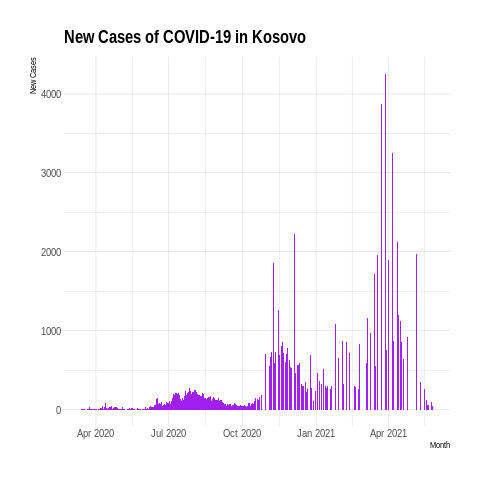 New Cases of COVID-19 in Kosovo
New Cases
4000
3000
2000
1000
0
Apr 2020 Jul 2020 Oct 2020 Jan 2021 Apr 2021
Month